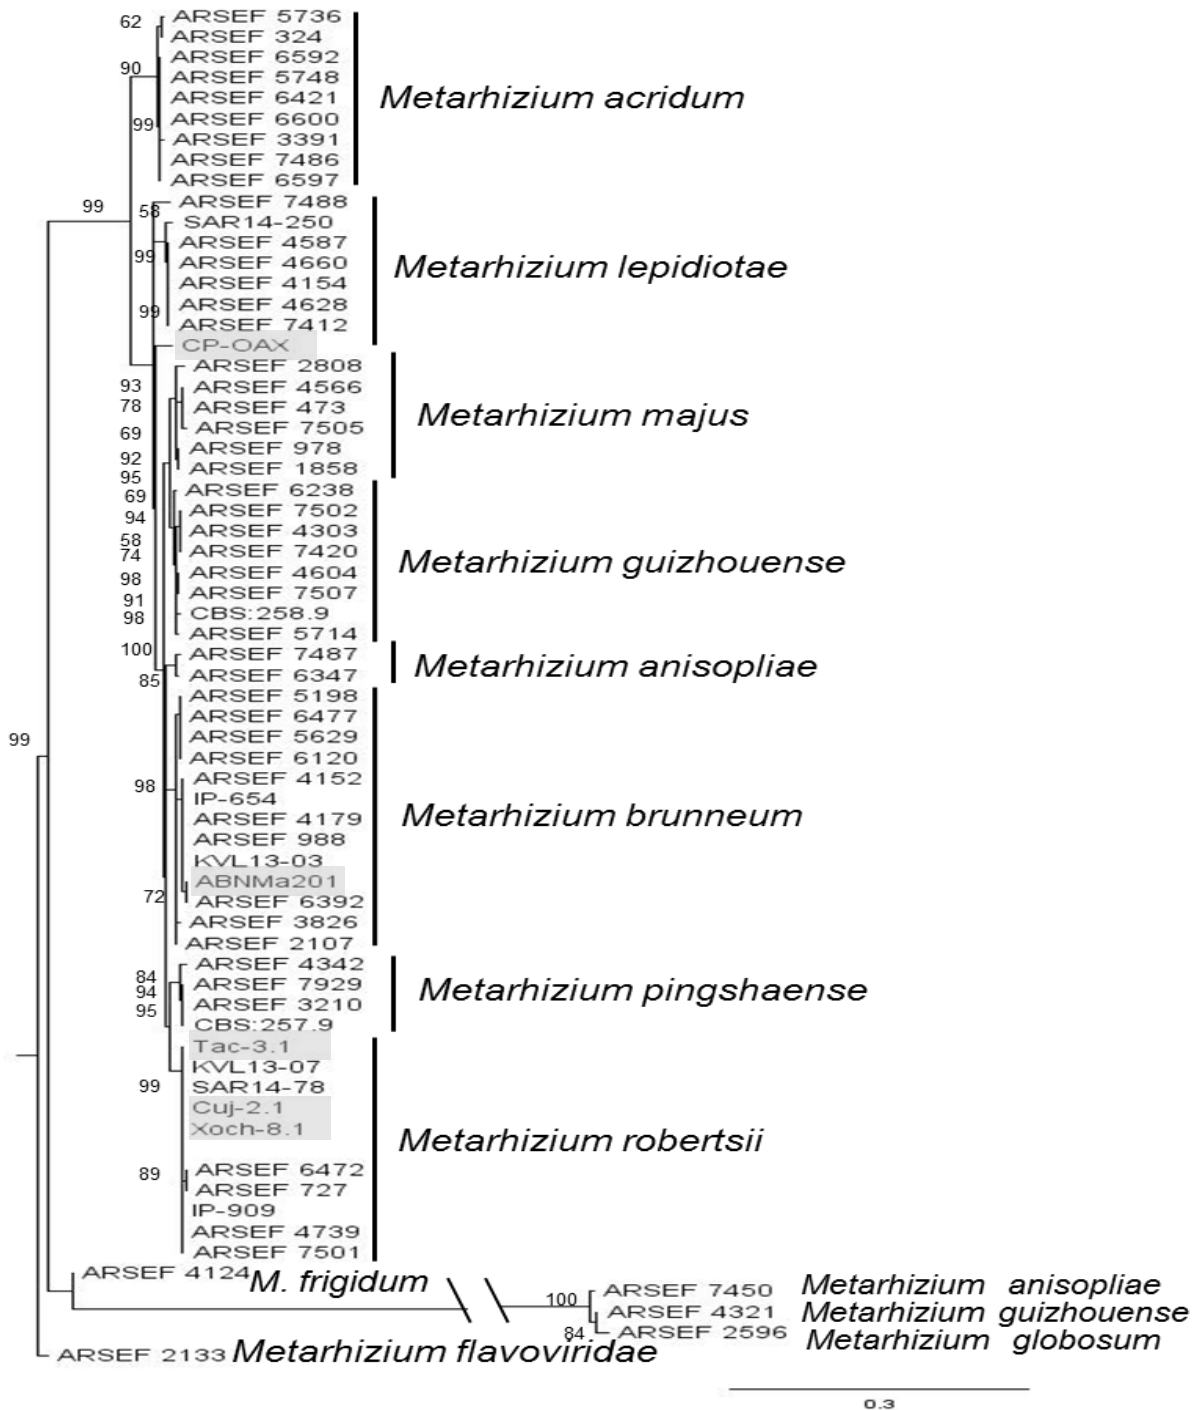 62
ARSEF 5736
ARSEF 324
ARSEF 6592
90
ARSEF 5748
ARSEF 6421
Metarhizium acridum
ARSEF 6600
99
ARSEF 3391
ARSEF 7486
ARSEF 6597
99
58
ARSEF 7488
SAR14-250
ARSEF 4587
99
ARSEF 4660
Metarhizium lepidiotae
ARSEF 4154
ARSEF 4628
99
ARSEF 7412
CP-OAX
ARSEF 2808
93
ARSEF 4566
78
ARSEF 473
Metarhizium majus
69
ARSEF 7505
ARSEF 978
92
ARSEF 1858
95
69
ARSEF 6238
94
ARSEF 7502
ARSEF 4303
58
74
ARSEF 7420
Metarhizium guizhouense
98
ARSEF 4604
91
ARSEF 7507
98
CBS:258.9
ARSEF 5714
100
ARSEF 7487
Metarhizium anisopliae
85
ARSEF 6347
ARSEF 5198
ARSEF 6477
99
ARSEF 5629
ARSEF 6120
98
ARSEF 4152
IP-654
ARSEF 4179
Metarhizium brunneum
ARSEF 988
KVL13-03
ABNMa201
72
ARSEF 6392
ARSEF 3826
ARSEF 2107
84
ARSEF 4342
94
ARSEF 7929
Metarhizium pingshaense
95
ARSEF 3210
CBS:257.9
Tac-3.1
KVL13-07
99
SAR14-78
Cuj-2.1
Xoch-8.1
Metarhizium robertsii
89
ARSEF 6472
ARSEF 727
IP-909
ARSEF 4739
ARSEF 7501
ARSEF 4124 M. frigidum
100
ARSEF 7450 Metarhizium anisopliae
ARSEF 4321 Metarhizium guizhouense
84
ARSEF 2596 Metarhizium globosum
ARSEF 2133 Metarhizium flavoviridae
0.3